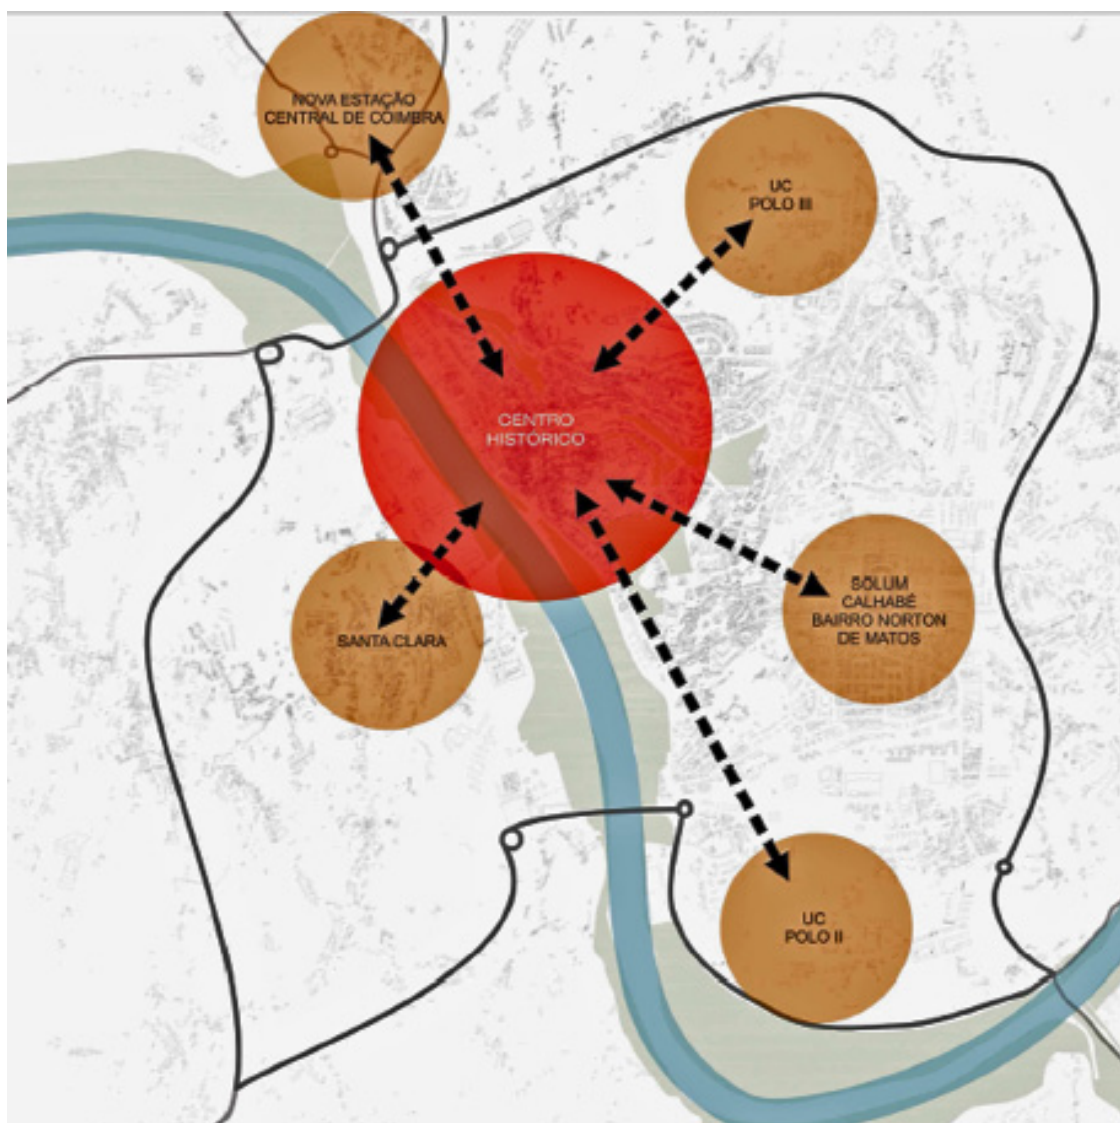 NOVA ESTAÇÃO
CENTRAL DE COIMBRA
UC
POLO III
CENTRO
HISTÓRICO
SOLUM
CALHABÉ
BAIRRO NORTON
DE MATOS
SANTA CLARA
UC
POLO II